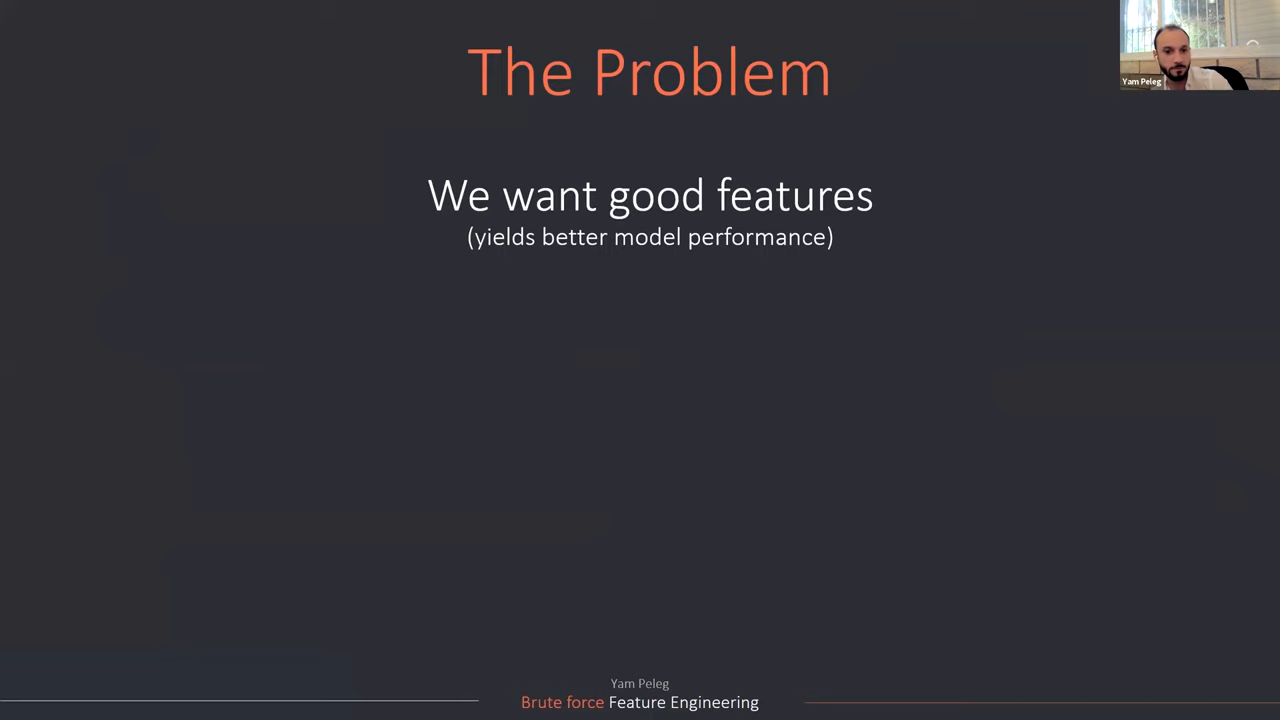 The Problem
Yam Peleg
We want good features
(yields better model performance)
Yam Peleg
Brute force Feature Engineering